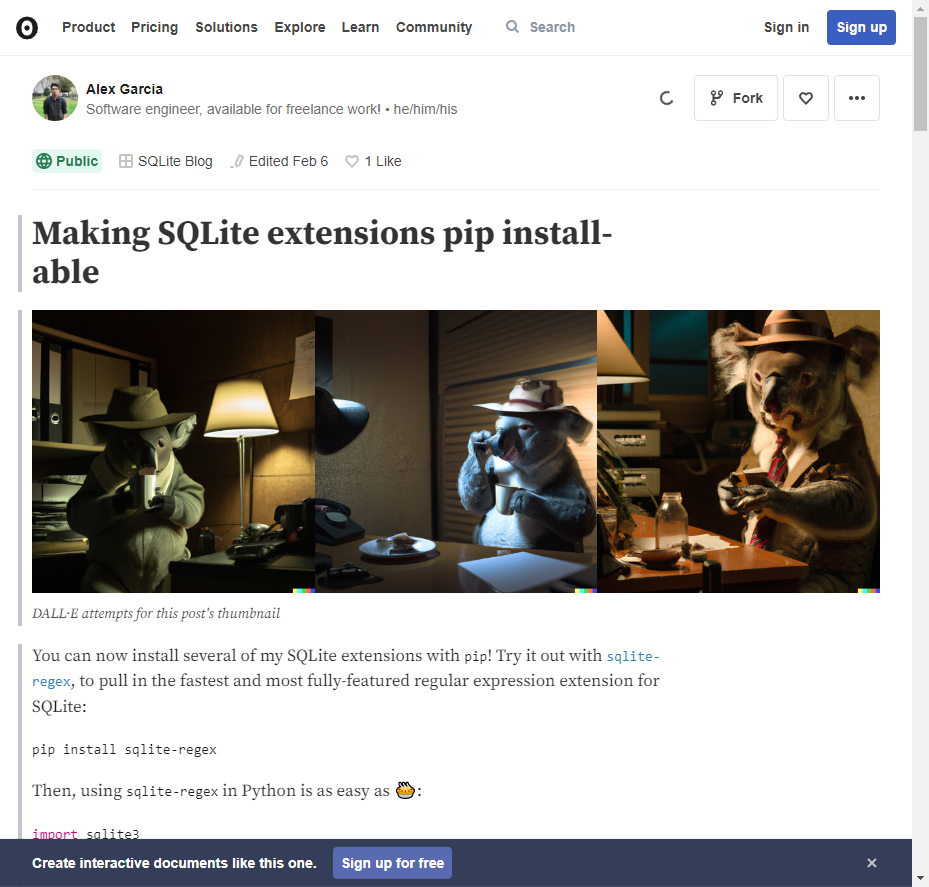 Product Pricing Solutions Explore Learn Community Search Sign in Sign up
Alex Garcia
Software engineer, available for freelance work! • he/him/his
Fork
Public SQLite Blog Edited Feb 6 1 Like
Making SQLite extensions pip install-
able
DALL·E attempts for this post's thumbnail
You can now install several of my SQLite extensions with pip! Try it out with sqlite-
regex, to pull in the fastest and most fully-featured regular expression extension for
SQLite:
pip install sqlite-regex
Then, using sqlite-regex in Python is as easy as 🥧:
import sqlite3
Create interactive documents like this one. Sign up for free